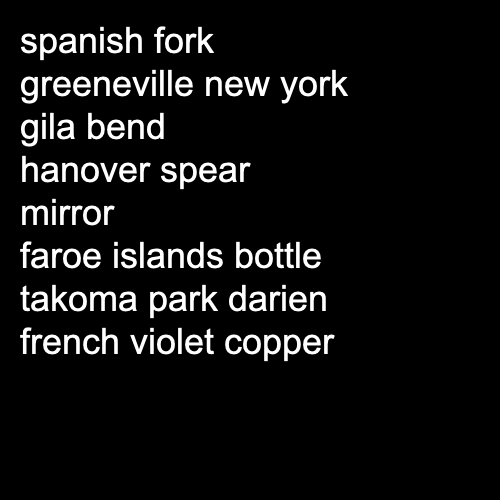 spanish fork
greeneville new york
gila bend
hanover spear
mirror
faroe islands bottle
takoma park darien
french violet copper